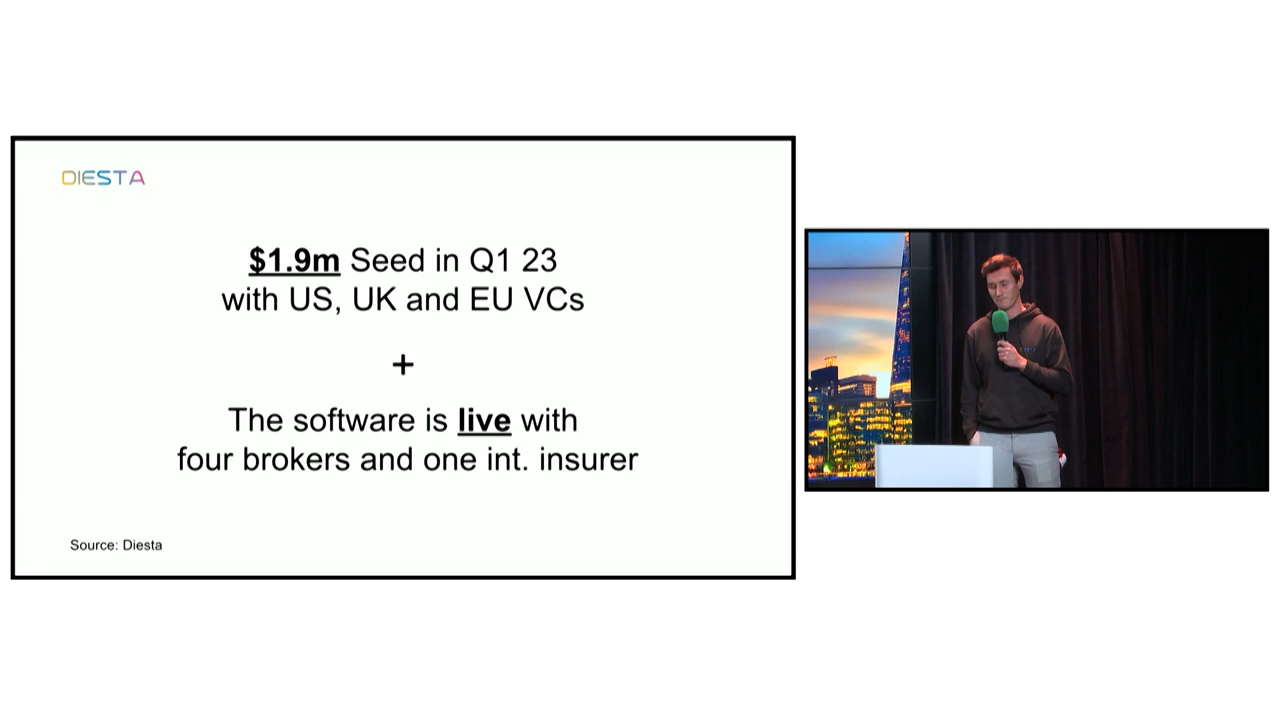 DIESTA
$1.9m Seed in Q1 23
with US, UK and EU VCs
+
The software is live with
four brokers and one int. insurer
Source: Diesta